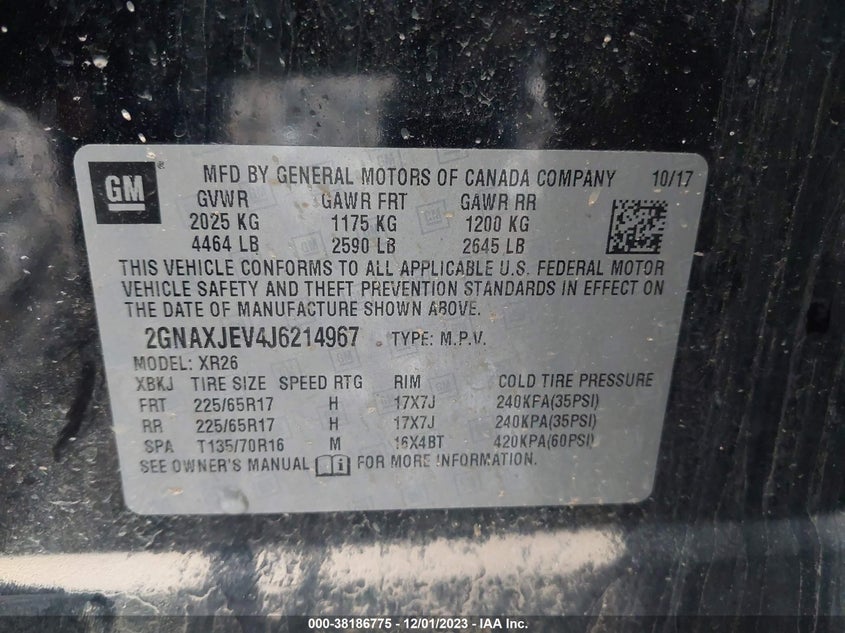 GM ® MFD BY GENERAL MOTORS OF CANADA COMPANY 10/17
GVWR GAWR FRT GAWR RR
2025 KG 1175 KG 1200 KG
4464 LB 2590 LB 2645 LB
THIS VEHICLE CONFORMS TO ALL APPLICABLE U.S. FEDERAL MOTOR
VEHICLE SAFETY AND THEFT PREVENTION STANDARDS IN EFFECT ON
THE DATE OF MANUFACTURE SHOWN ABOVE.
2GNAXJEV4J6214967 TYPE: M.P.V.
MODEL: XR26
XBKJ TIRE SIZE SPEED RTG RIM COLD TIRE PRESSURE
FRT 225/65R17 H 17X7J 240KPA(35PSI)
RR 225/65R17 H 17X7J 240KPA(35PSI)
SPA T135/70R16 M 16X4BT 420KPA(60PSI)
SEE OWNER'S MANUAL i FOR MORE INFORMATION.
000-38186775 - 12/01/2023 - IAA Inc.